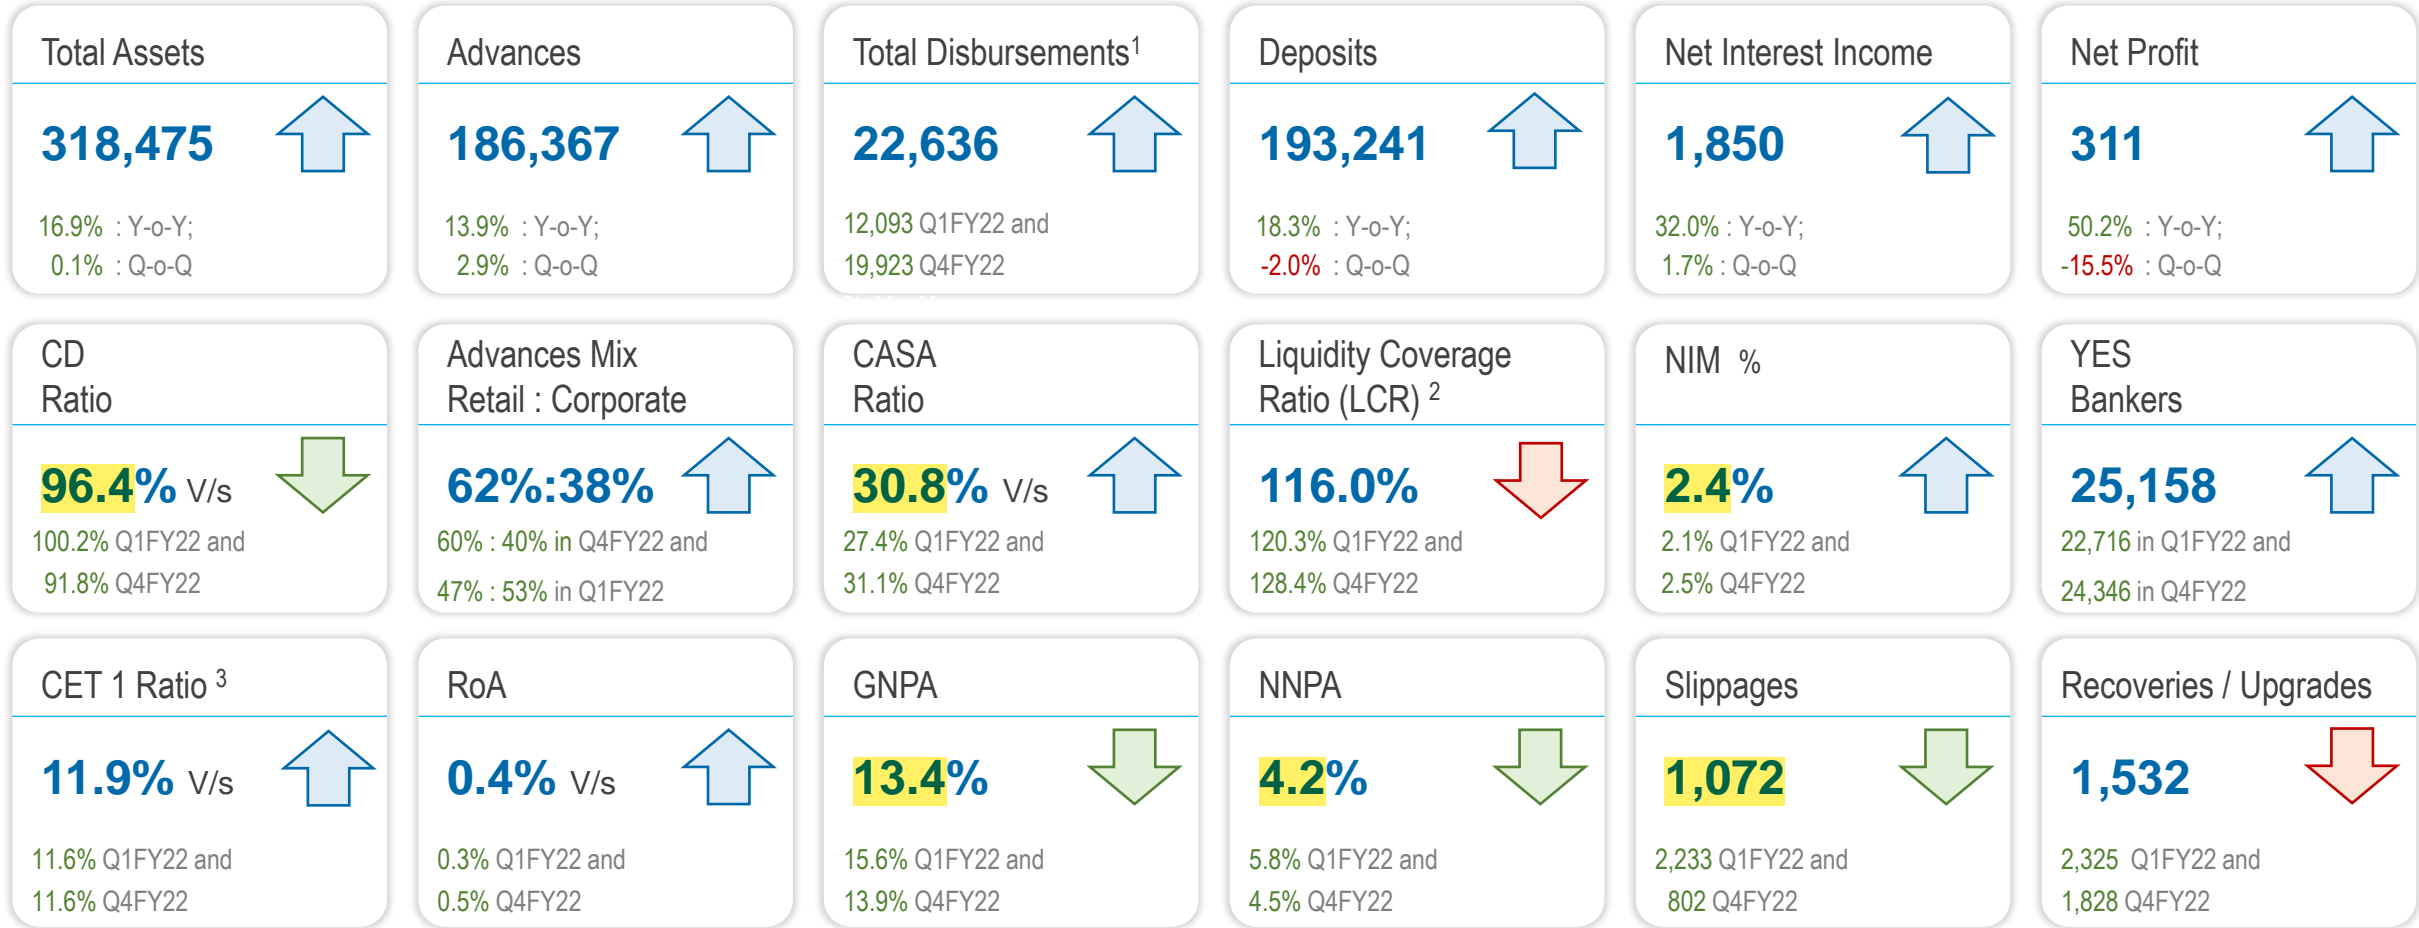 Total Assets
318,475
16.9% : Y-o-Y;
0.1% : Q-o-Q
Advances
186,367
13.9% : Y-o-Y;
2.9% : Q-o-Q
Total Disbursements1
22,636
12,093 Q1FY22 and
19,923 Q4FY22
Deposits
193,241
18.3% : Y-o-Y;
-2.0% : Q-o-Q
Net Interest Income
1,850
32.0% : Y-o-Y;
1.7% : Q-o-Q
Net Profit
311
50.2% : Y-o-Y;
-15.5% : Q-o-Q
CD
Ratio
96.4% V/s
100.2% Q1FY22 and
91.8% Q4FY22
Advances Mix
Retail : Corporate
62%:38%
60% : 40% in Q4FY22 and
47% : 53% in Q1FY22
CASA
Ratio
30.8% V/s
27.4% Q1FY22 and
31.1% Q4FY22
Liquidity Coverage
Ratio (LCR) 2
116.0%
120.3% Q1FY22 and
128.4% Q4FY22
NIM %
2.4%
2.1% Q1FY22 and
2.5% Q4FY22
YES
Bankers
25,158
22,716 in Q1FY22 and
24,346 in Q4FY22
CET 1 Ratio 3
11.9% V/s
11.6% Q1FY22 and
11.6% Q4FY22
RoA
0.4% V/s
0.3% Q1FY22 and
0.5% Q4FY22
GNPA
13.4%
15.6% Q1FY22 and
13.9% Q4FY22
NNPA
4.2%
5.8% Q1FY22 and
4.5% Q4FY22
Slippages
1,072
2,233 Q1FY22 and
802 Q4FY22
Recoveries / Upgrades
1,532
2,325 Q1FY22 and
1,828 Q4FY22